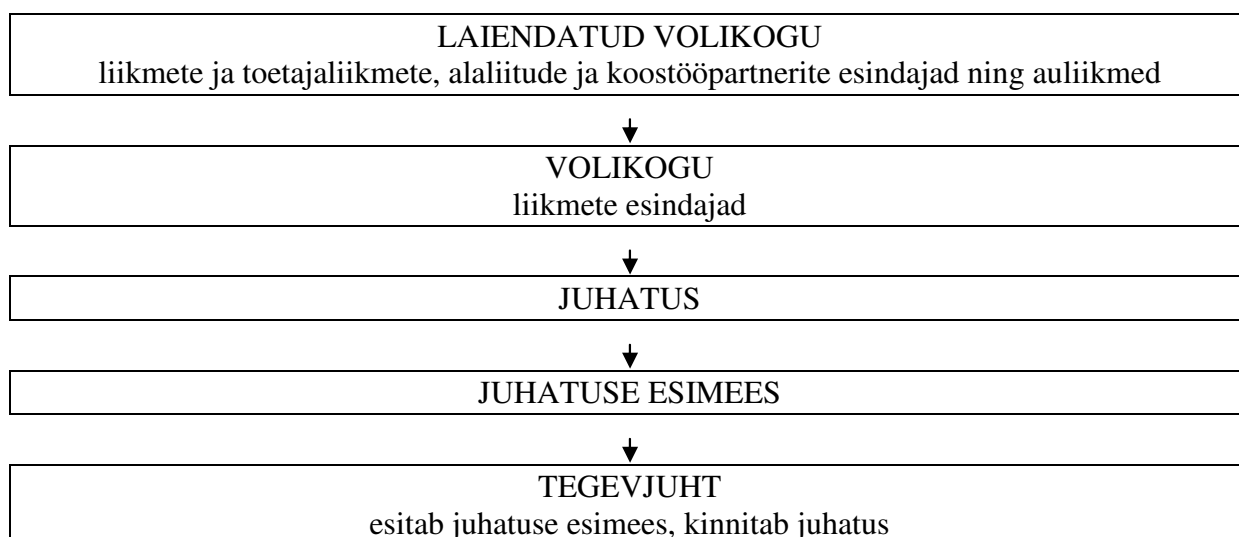 LAIENDATUD VOLIKOGU
liikmete ja toetajaliikmete, alaliitude ja koostööpartnerite esindajad ning auliikmed
VOLIKOGU
liikmete esindajad
JUHATUS
JUHATUSE ESIMEES
TEGEVJUHT
esitab juhatuse esimees, kinnitab juhatus